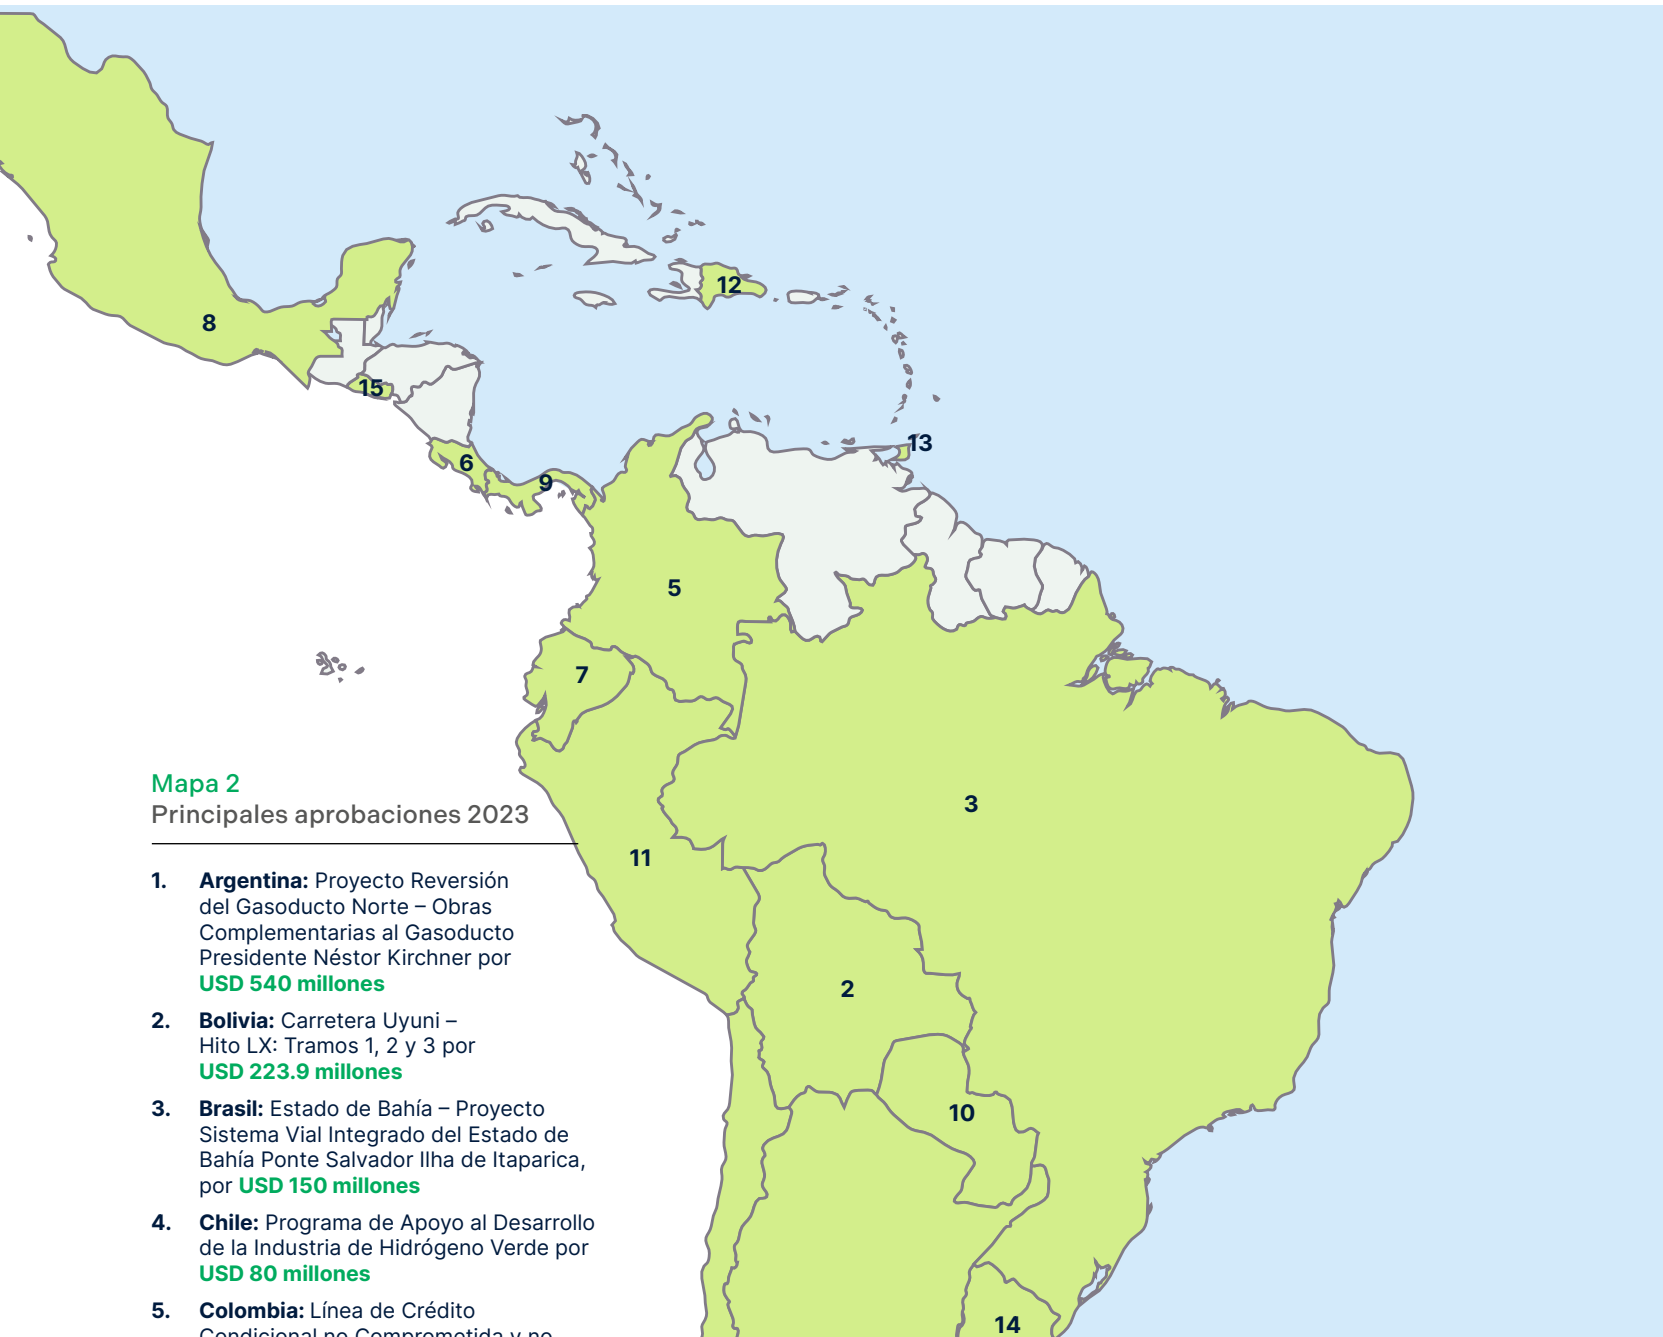 12
8
15
13
6
9
5
7
Mapa 2
Principales aprobaciones 2023
3
11
1. Argentina: Proyecto Reversión
del Gasoducto Norte – Obras
Complementarias al Gasoducto
Presidente Néstor Kirchner por
USD 540 millones
2
2. Bolivia: Carretera Uyuni –
Hito LX: Tramos 1, 2 y 3 por
USD 223.9 millones
10
3. Brasil: Estado de Bahía – Proyecto
Sistema Vial Integrado del Estado de
Bahía Ponte Salvador Ilha de Itaparica,
por USD 150 millones
4. Chile: Programa de Apoyo al Desarrollo
de la Industria de Hidrógeno Verde por
USD 80 millones
5. Colombia: Línea de Crédito
Condicional no Comprometida y no
14